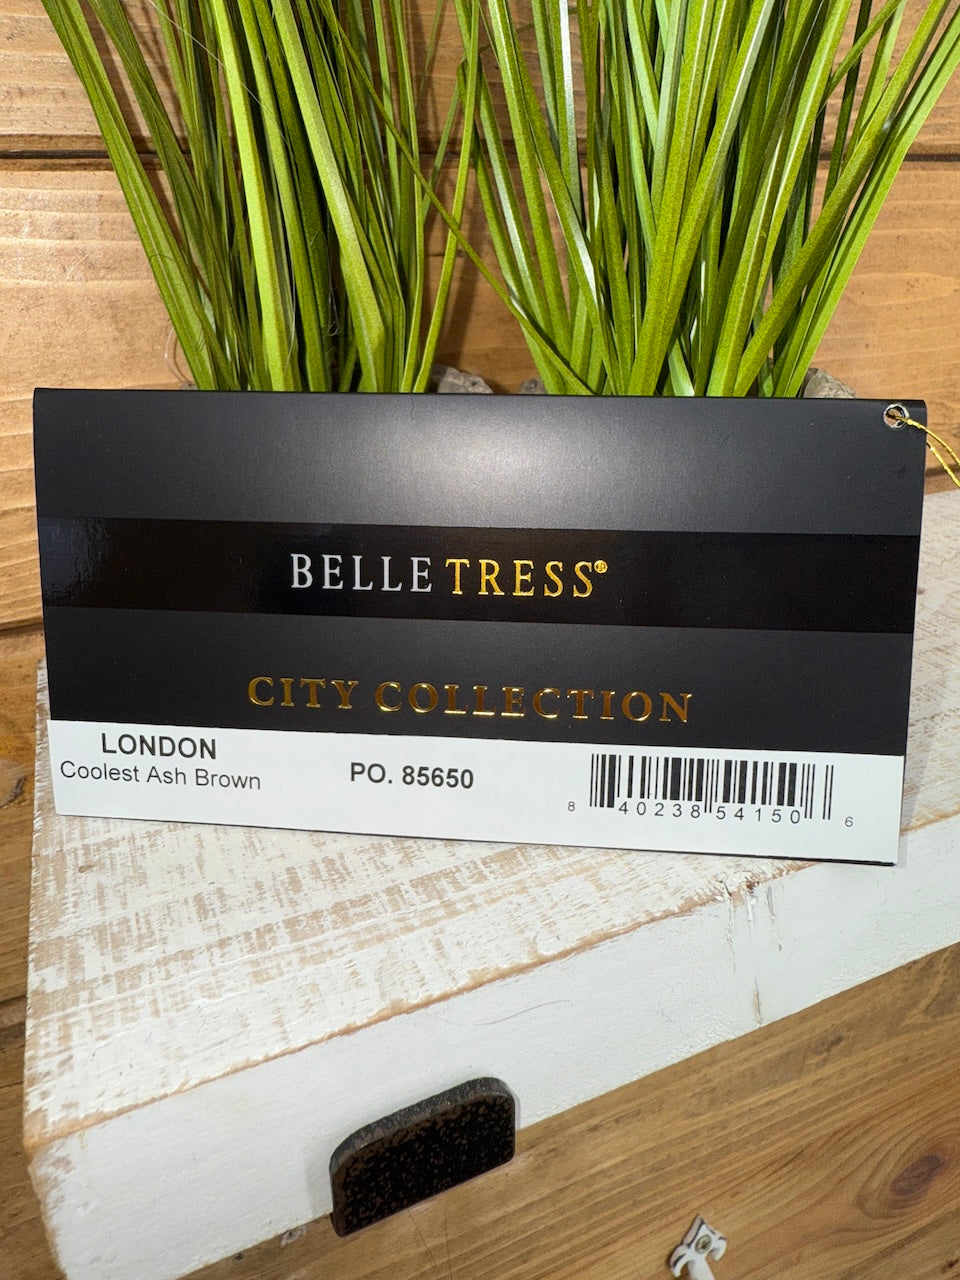 BELLE TRESS®
CITY COLLECTION
LONDON
Coolest Ash Brown
PO. 85650
8 40238 54150 6